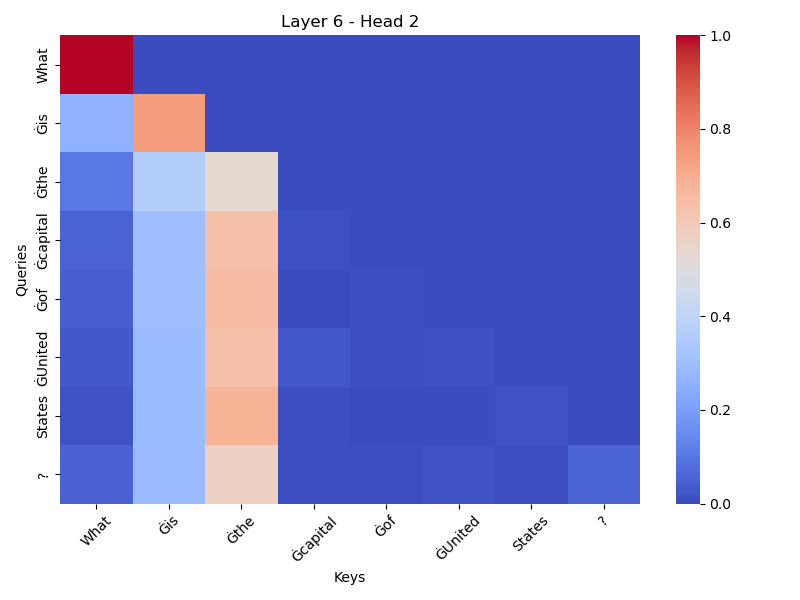 Layer 6 - Head 2
What
Ġis
Ġthe
Ġcapital
Ġof
ĠUnited
States
?
Queries
What
Ġis
Ġthe
Ġcapital
Ġof
ĠUnited
States
?
Keys
1.0
0.8
0.6
0.4
0.2
0.0